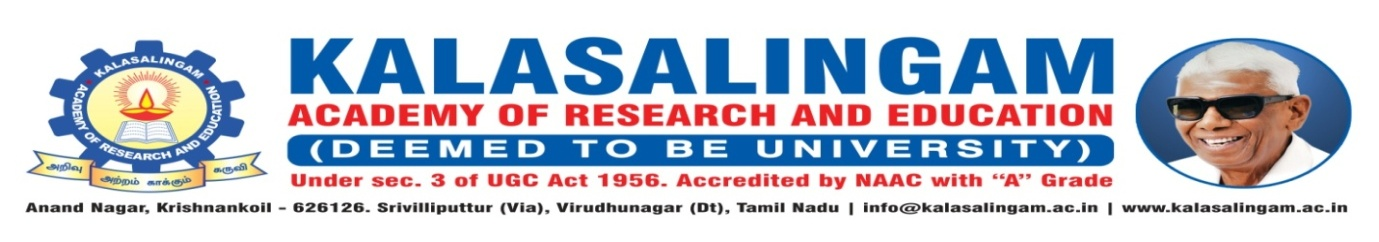 KALASALINGAM
ACADEMY OF RESEARCH AND EDUCATION
அறிவு
அற்றம் காக்கும்
கருவி
KALASALINGAM
ACADEMY OF RESEARCH AND EDUCATION
(DEEMED TO BE UNIVERSITY)
Under sec. 3 of UGC Act 1956. Accredited by NAAC with “A” Grade
Anand Nagar, Krishnankoil - 626126. Srivilliputtur (Via), Virudhunagar (Dt), Tamil Nadu | info@kalasalingam.ac.in | www.kalasalingam.ac.in